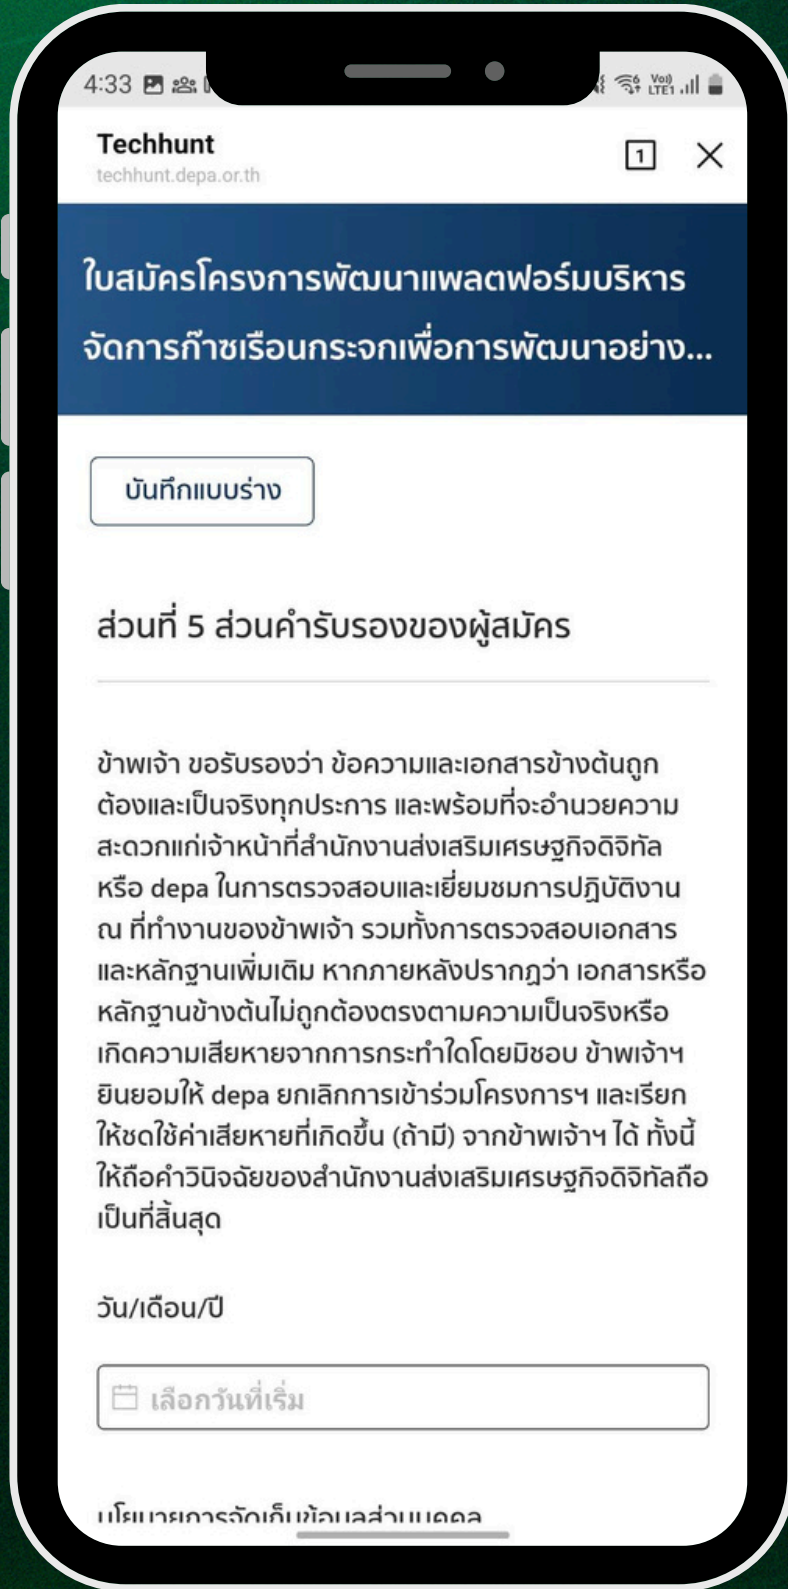 4:33
Vo))
LTE1
Techhunt
1
techhunt.depa.or.th
ใบสมัครโครงการพัฒนาแพลตฟอร์มบริหาร
จัดการก๊าซเรือนกระจกเพื่อการพัฒนาอย่าง...
บันทึกแบบร่าง
ส่วนที่ 5 ส่วนคำรับรองของผู้สมัคร
ข้าพเจ้า ขอรับรองว่า ข้อความและเอกสารข้างต้นถูก
ต้องและเป็นจริงทุกประการ และพร้อมที่จะอำนวยความ
สะดวกแก่เจ้าหน้าที่สำนักงานส่งเสริมเศรษฐกิจดิจิทัล
หรือ depa ในการตรวจสอบและเยี่ยมชมการปฏิบัติงาน
ณ ที่ทำงานของข้าพเจ้า รวมทั้งการตรวจสอบเอกสาร
และหลักฐานเพิ่มเติม หากภายหลังปรากฏว่า เอกสารหรือ
หลักฐานข้างต้นไม่ถูกต้องตรงตามความเป็นจริงหรือ
เกิดความเสียหายจากการกระทำใดโดยมิชอบ ข้าพเจ้าฯ
ยินยอมให้ depa ยกเลิกการเข้าร่วมโครงการฯ และเรียก
ให้ชดใช้ค่าเสียหายที่เกิดขึ้น (ถ้ามี) จากข้าพเจ้าฯ ได้ ทั้งนี้
ให้ถือคำวินิจฉัยของสำนักงานส่งเสริมเศรษฐกิจดิจิทัลถือ
เป็นที่สิ้นสุด
วัน/เดือน/ปี
เลือกวันที่เริ่ม
นโยบายการจัดเก็บข้อมูลส่วนบุคคล